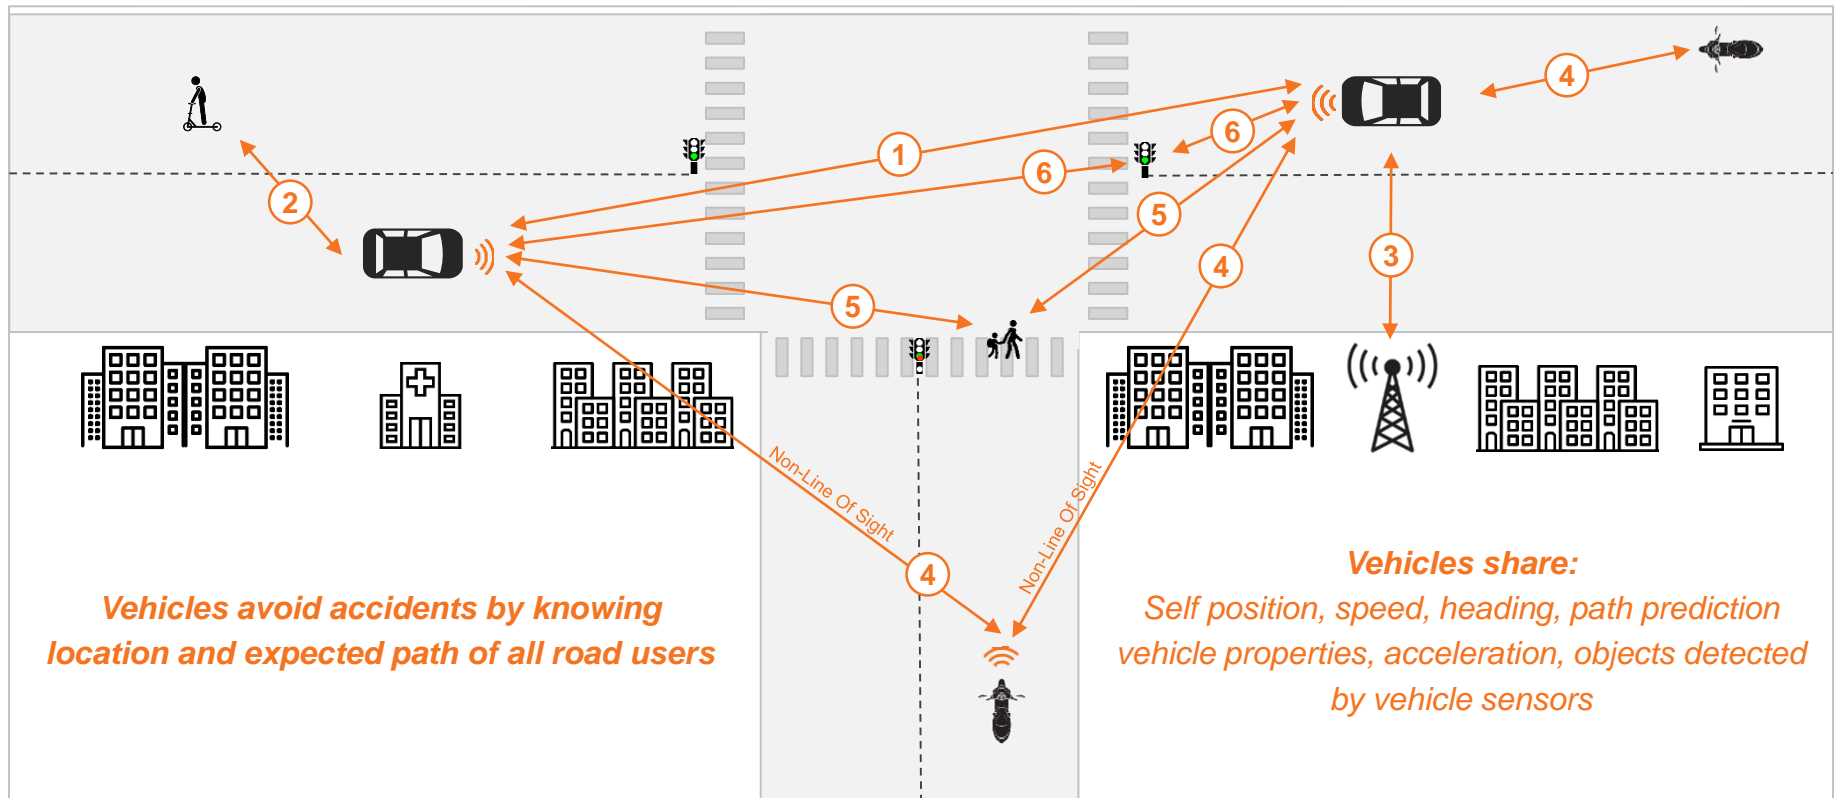 4
1
6
6
2
5
4
3
5
Non-Line Of Sight
Non-Line Of Sight
4
Vehicles avoid accidents by knowing
location and expected path of all road users
Vehicles share:
Self position, speed, heading, path prediction
vehicle properties, acceleration, objects detected
by vehicle sensors